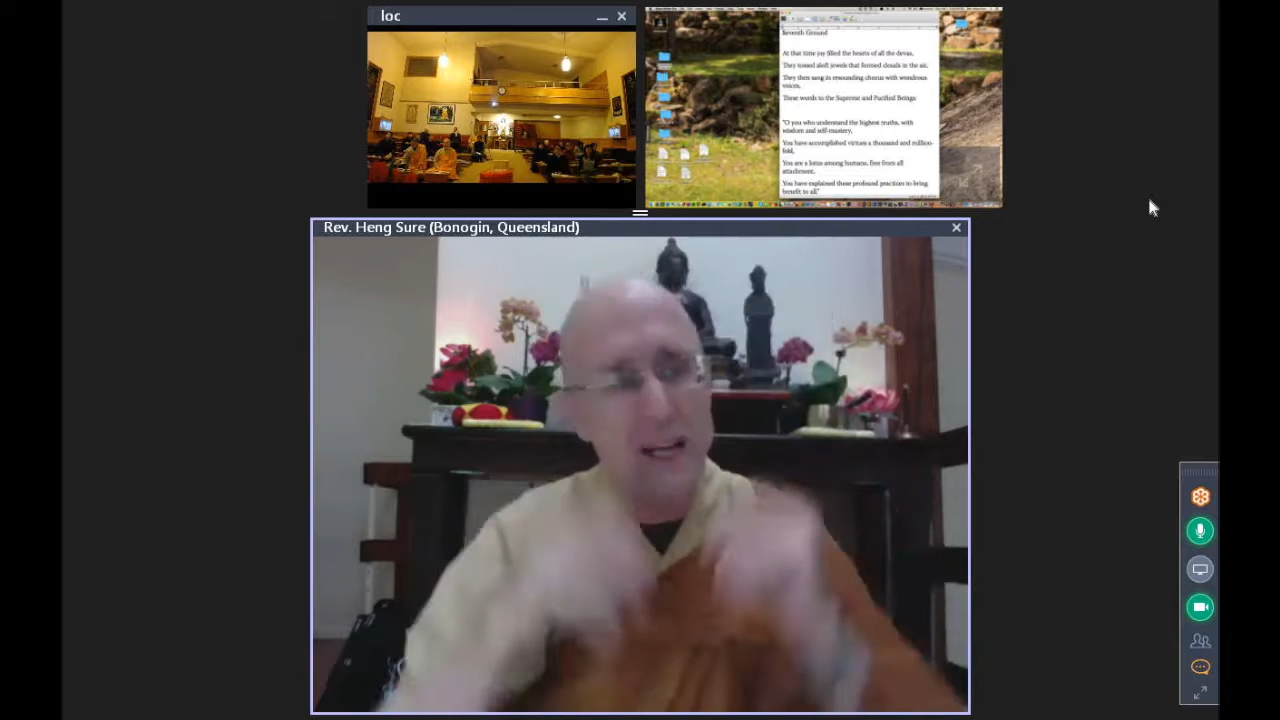 loc
Seventh Ground
At that time joy filled the hearts of all the devas.
They tossed aloft jewels that formed clouds in the air.
They then sang in resounding chorus with wondrous
voices,
These words to the Supreme and Purified Beings:
"O you who understand the highest truths, with
wisdom and self-mastery,
You have accomplished virtues a thousand and million-
fold,
You are a lotus among humans, free from all
attachment,
You have explained these profound practices to bring
benefit to all!"
Rev. Heng Sure (Bonogin, Queensland)